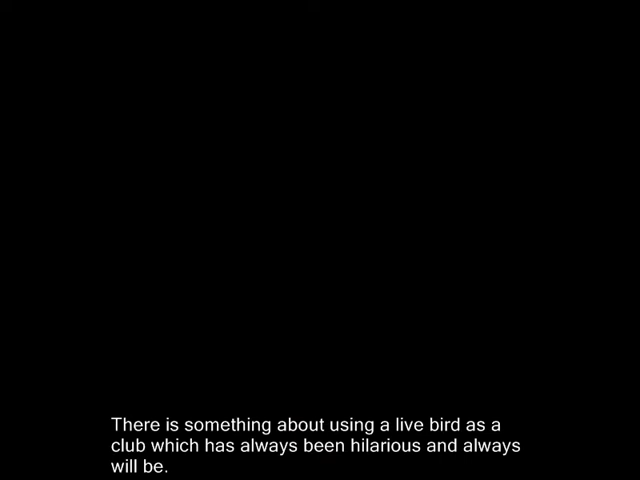 There is something about using a live bird as a
club which has always been hilarious and always
will be.